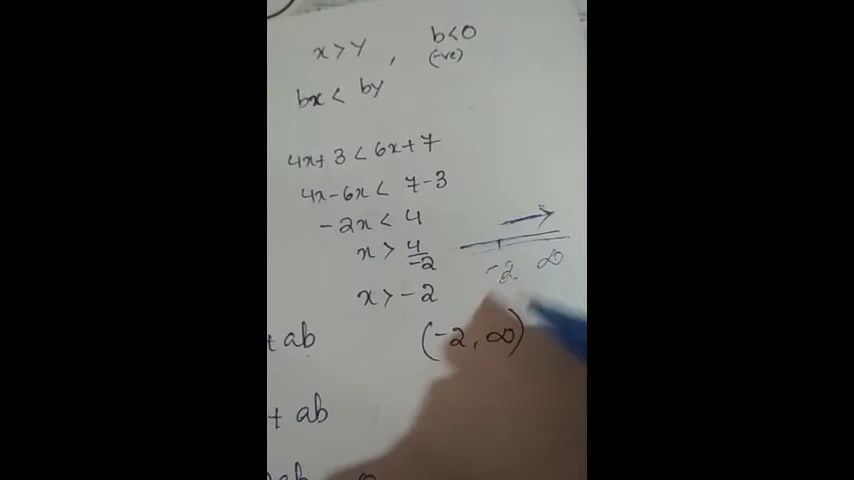 x > y , b < 0
(-ve)
bx < by
4x + 3 < 6x + 7
4x - 6x < 7 - 3
-2x < 4
x > 4/-2
x > -2
-2 ∞
(-2, ∞)
+ ab
+ ab
ab